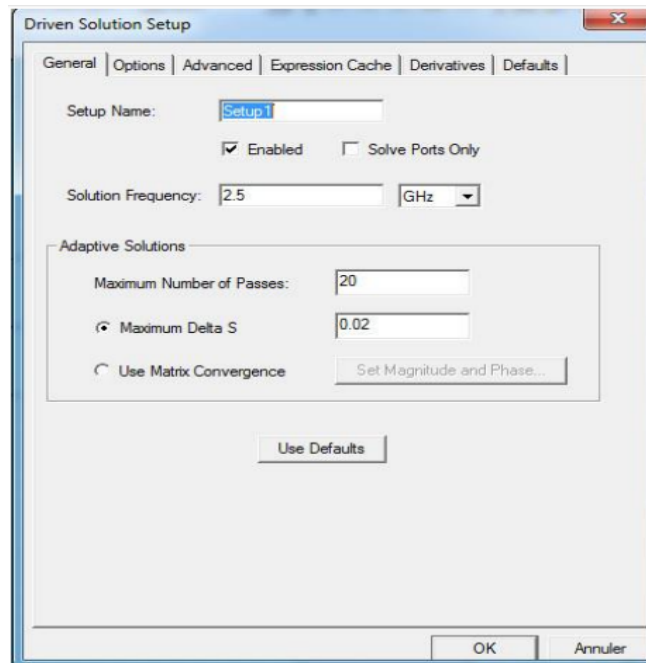 Driven Solution Setup
General Options Advanced Expression Cache Derivatives Defaults
Setup Name: Setup1
Enabled Solve Ports Only
Solution Frequency: 2.5 GHz
Adaptive Solutions
Maximum Number of Passes: 20
Maximum Delta S 0.02
Use Matrix Convergence Set Magnitude and Phase...
Use Defaults
OK Annuler